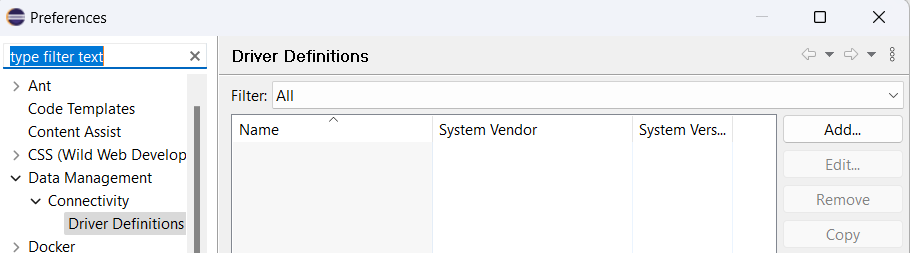 Preferences
type filter text
Ant
Code Templates
Content Assist
CSS (Wild Web Develop
Data Management
Connectivity
Driver Definitions
Docker
Driver Definitions
Filter: All
Name System Vendor System Vers...
Add...
Edit...
Remove
Copy